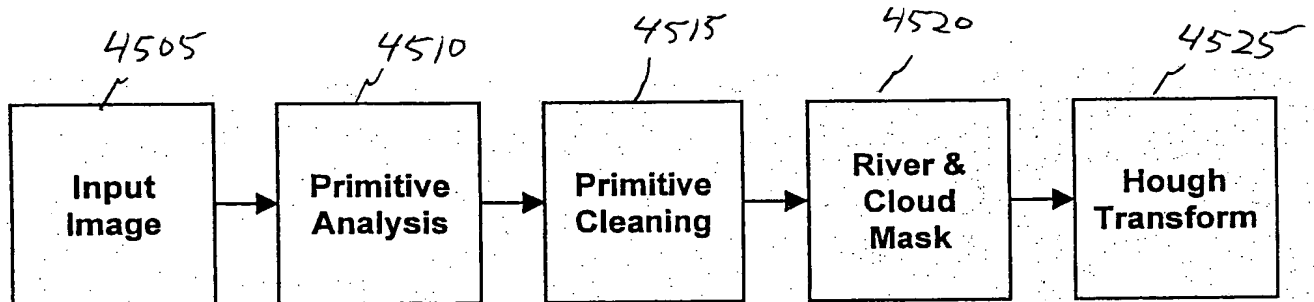 4505
4510
4515
4520
4525
Input
Image
Primitive
Analysis
Primitive
Cleaning
River &
Cloud
Mask
Hough
Transform